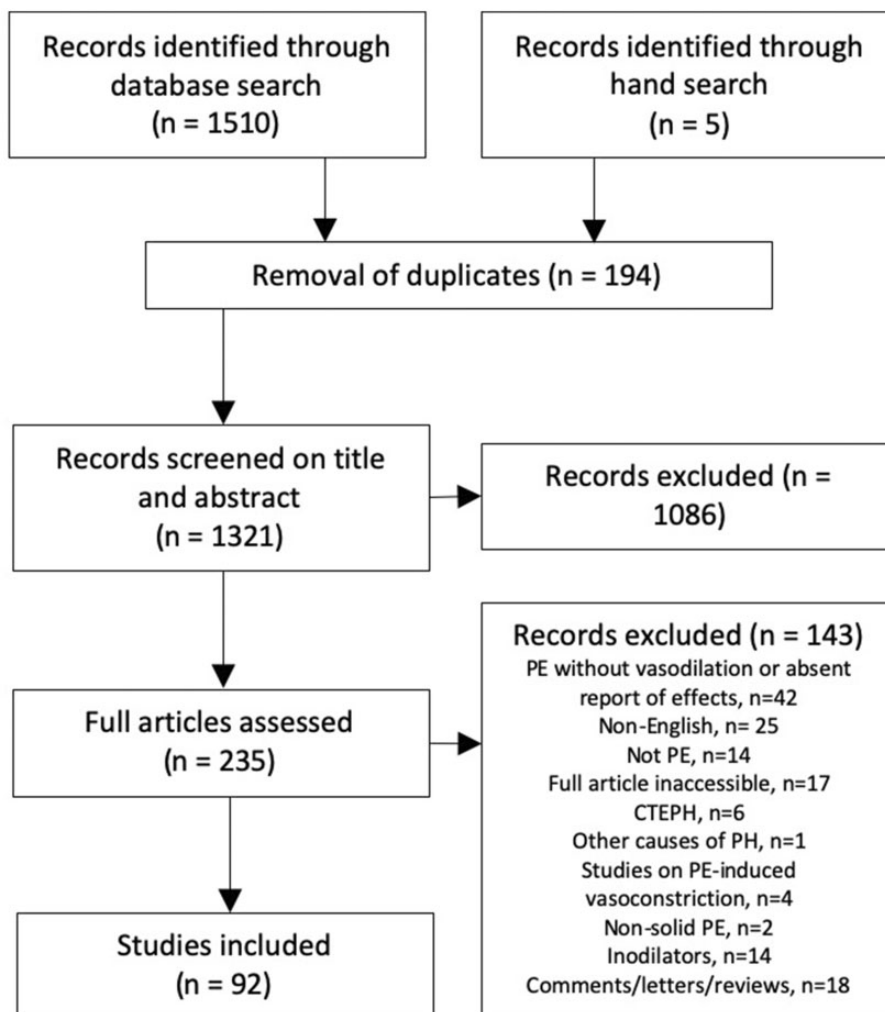 Records identified through
database search
(n = 1510)
Records identified through
hand search
(n = 5)
Removal of duplicates (n = 194)
Records screened on title
and abstract
(n = 1321)
Records excluded (n =
1086)
Full articles assessed
(n = 235)
Records excluded (n = 143)
PE without vasodilation or absent
report of effects, n=42
Non-English, n= 25
Not PE, n=14
Full article inaccessible, n=17
CTEPH, n=6
Other causes of PH, n=1
Studies on PE-induced
vasoconstriction, n=4
Non-solid PE, n=2
Inodilators, n=14
Comments/letters/reviews, n=18
Studies included
(n = 92)